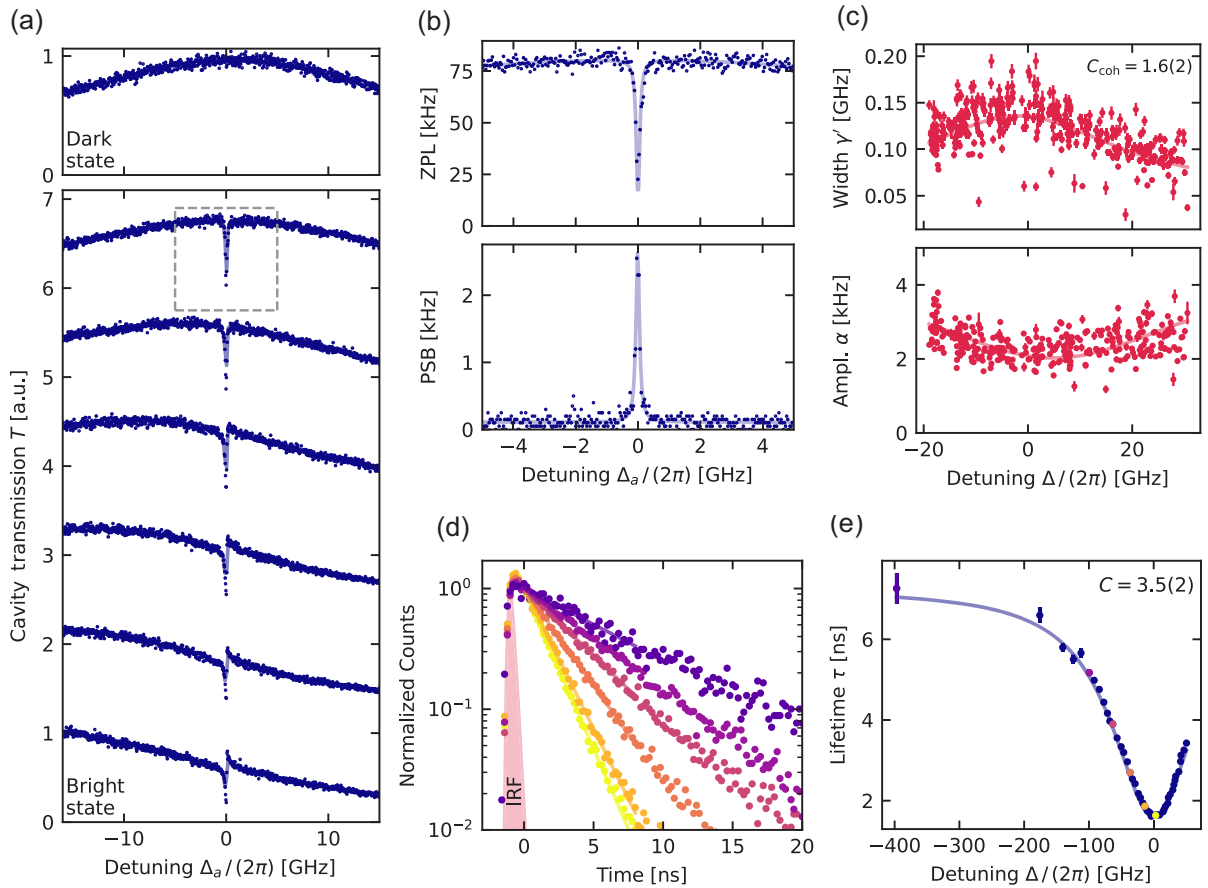 (a)
1
0
Dark
state
7
6
5
4
3
2
1
0
Bright
state
Cavity transmission T [a.u.]
−10
0
10
Detuning Δₐ/(2π) [GHz]
(b)
75
50
25
0
ZPL [kHz]
2
1
0
PSB [kHz]
−4
−2
0
2
4
Detuning Δₐ/(2π) [GHz]
(c)
C_coh = 1.6(2)
0.20
0.15
0.10
0.05
Width γ′ [GHz]
4
2
0
Ampl. α [kHz]
−20
0
20
Detuning Δ/(2π) [GHz]
(d)
10⁰
10⁻¹
10⁻²
Normalized Counts
IRF
0
5
10
15
20
Time [ns]
(e)
C = 3.5(2)
6
4
2
Lifetime τ [ns]
−400
−300
−200
−100
0
Detuning Δ/(2π) [GHz]